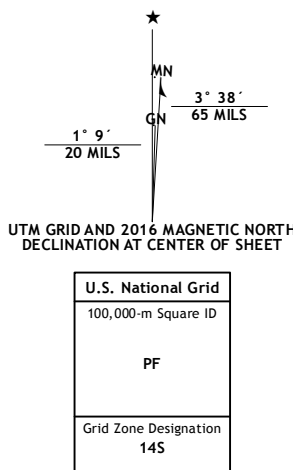 ★
MN
3° 38´
65 MILS
GN
1° 9´
20 MILS
UTM GRID AND 2016 MAGNETIC NORTH
DECLINATION AT CENTER OF SHEET
U.S. National Grid
100,000-m Square ID
PF
Grid Zone Designation
14S